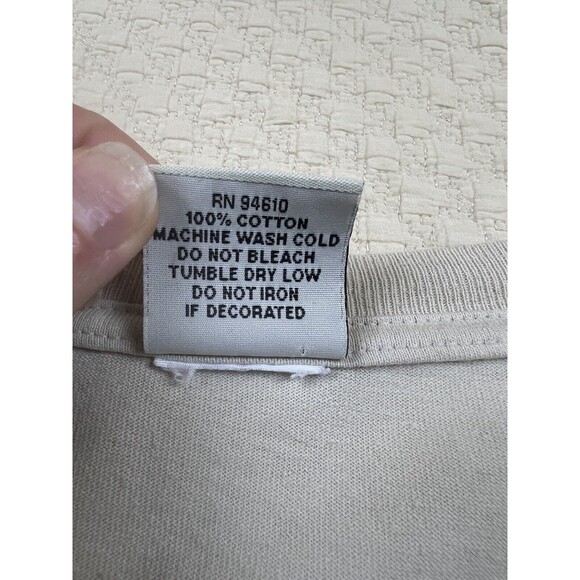 RN 94610
100% COTTON
MACHINE WASH COLD
DO NOT BLEACH
TUMBLE DRY LOW
DO NOT IRON
IF DECORATED